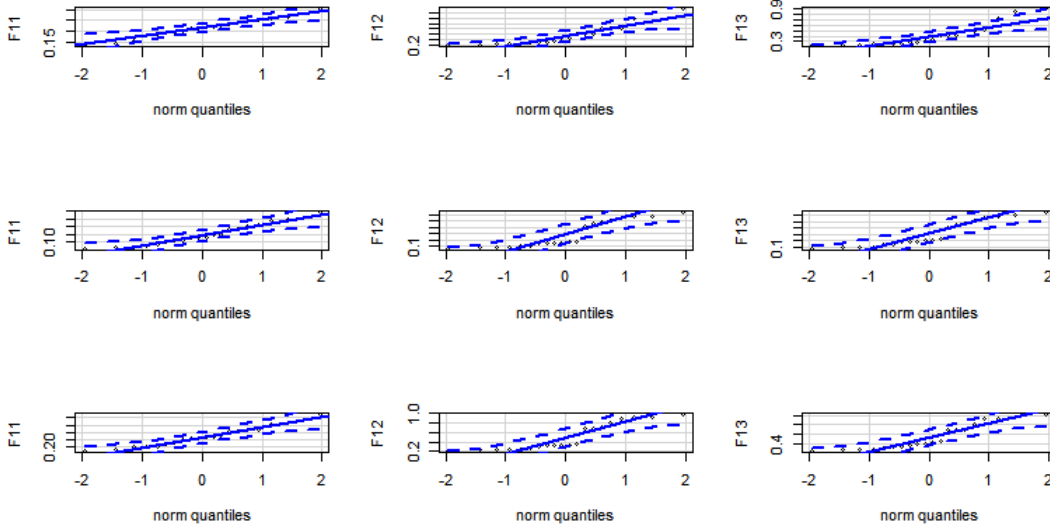 F11
0.15
-2 -1 0 1 2
norm quantiles
F12
0.2
-2 -1 0 1 2
norm quantiles
F13
0.3 0.9
-2 -1 0 1 2
norm quantiles
F11
0.10
-2 -1 0 1 2
norm quantiles
F12
0.1
-2 -1 0 1 2
norm quantiles
F13
0.1
-2 -1 0 1 2
norm quantiles
F11
0.20
-2 -1 0 1 2
norm quantiles
F12
0.2 1.0
-2 -1 0 1 2
norm quantiles
F13
0.4
-2 -1 0 1 2
norm quantiles